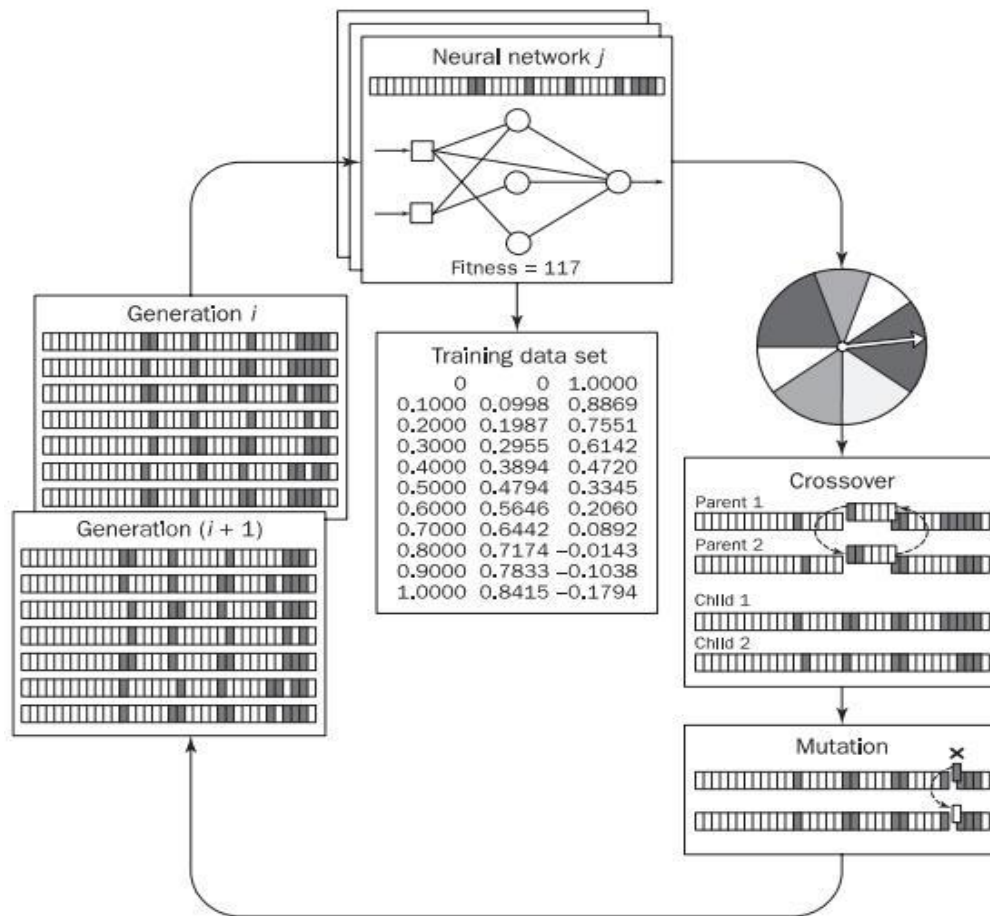 Neural network j
Fitness = 117
Generation i
Generation (i + 1)
Training data set
0 0 1.0000
0.1000 0.0998 0.8869
0.2000 0.1987 0.7551
0.3000 0.2955 0.6142
0.4000 0.3894 0.4720
0.5000 0.4794 0.3345
0.6000 0.5646 0.2060
0.7000 0.6442 0.0892
0.8000 0.7174 –0.0143
0.9000 0.7833 –0.1038
1.0000 0.8415 –0.1794
Crossover
Parent 1
Parent 2
Child 1
Child 2
Mutation
×